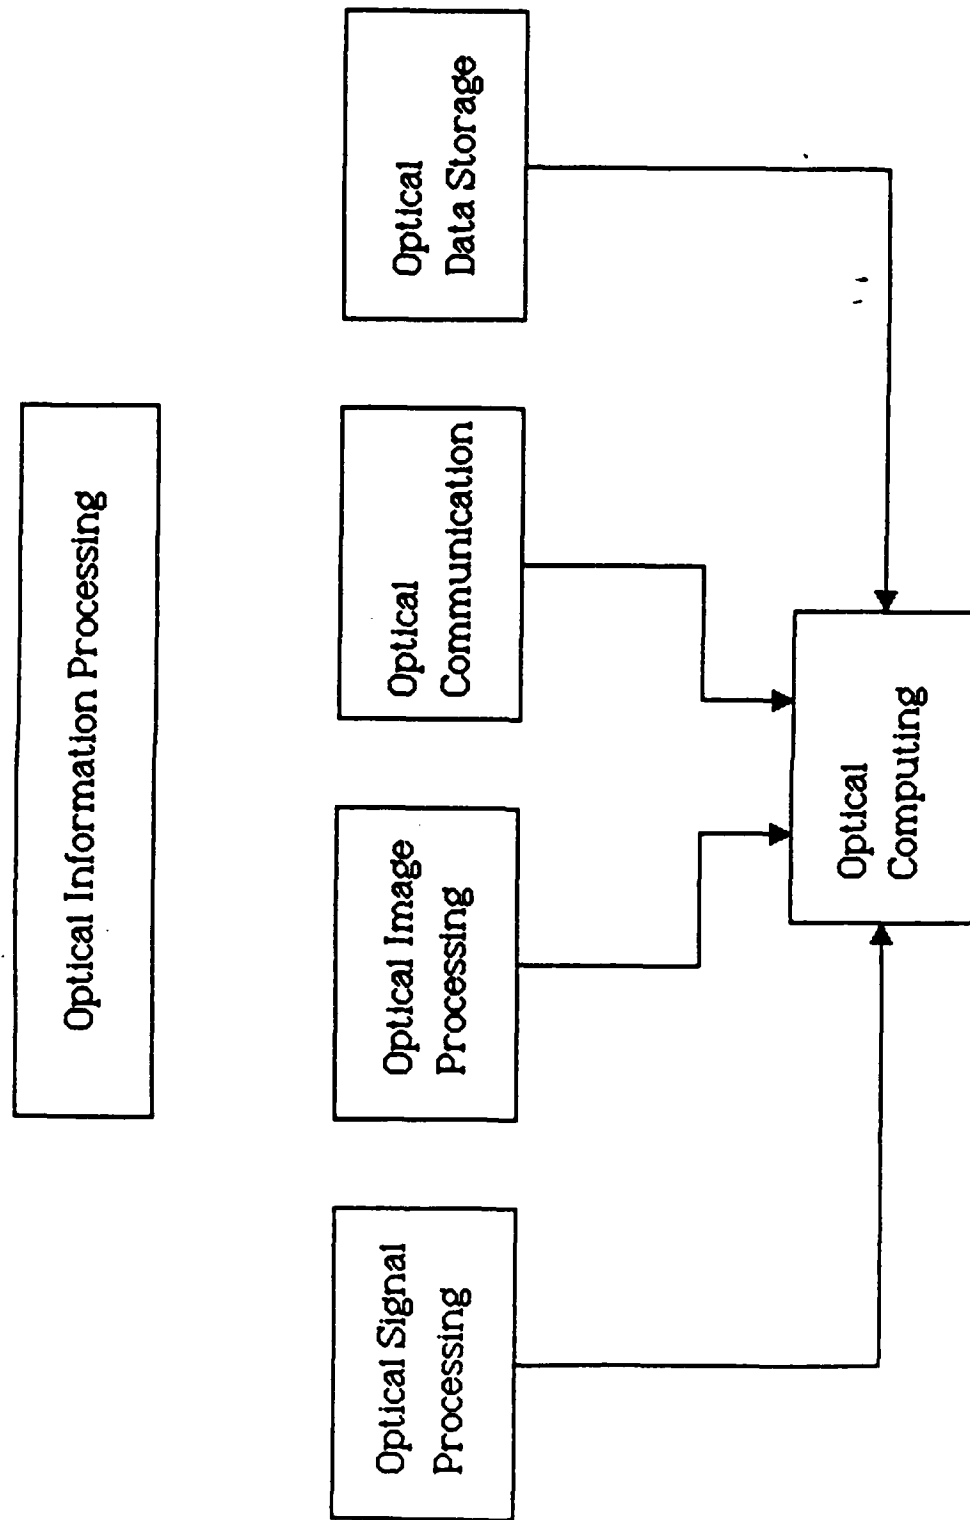 Optical Information Processing
Optical Signal
Processing
Optical Image
Processing
Optical
Communication
Optical
Data Storage
Optical
Computing